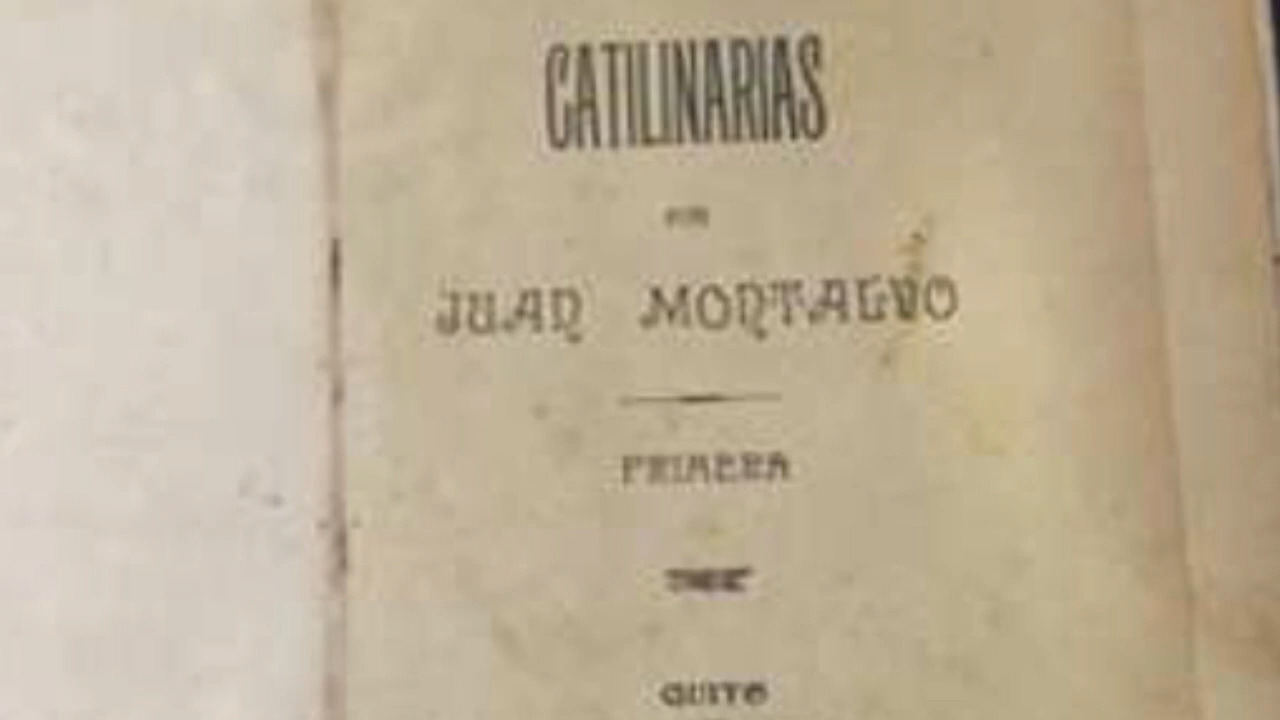 CATILINARIAS
POR
JUAN MONTALVO
PRIMERA
QUITO